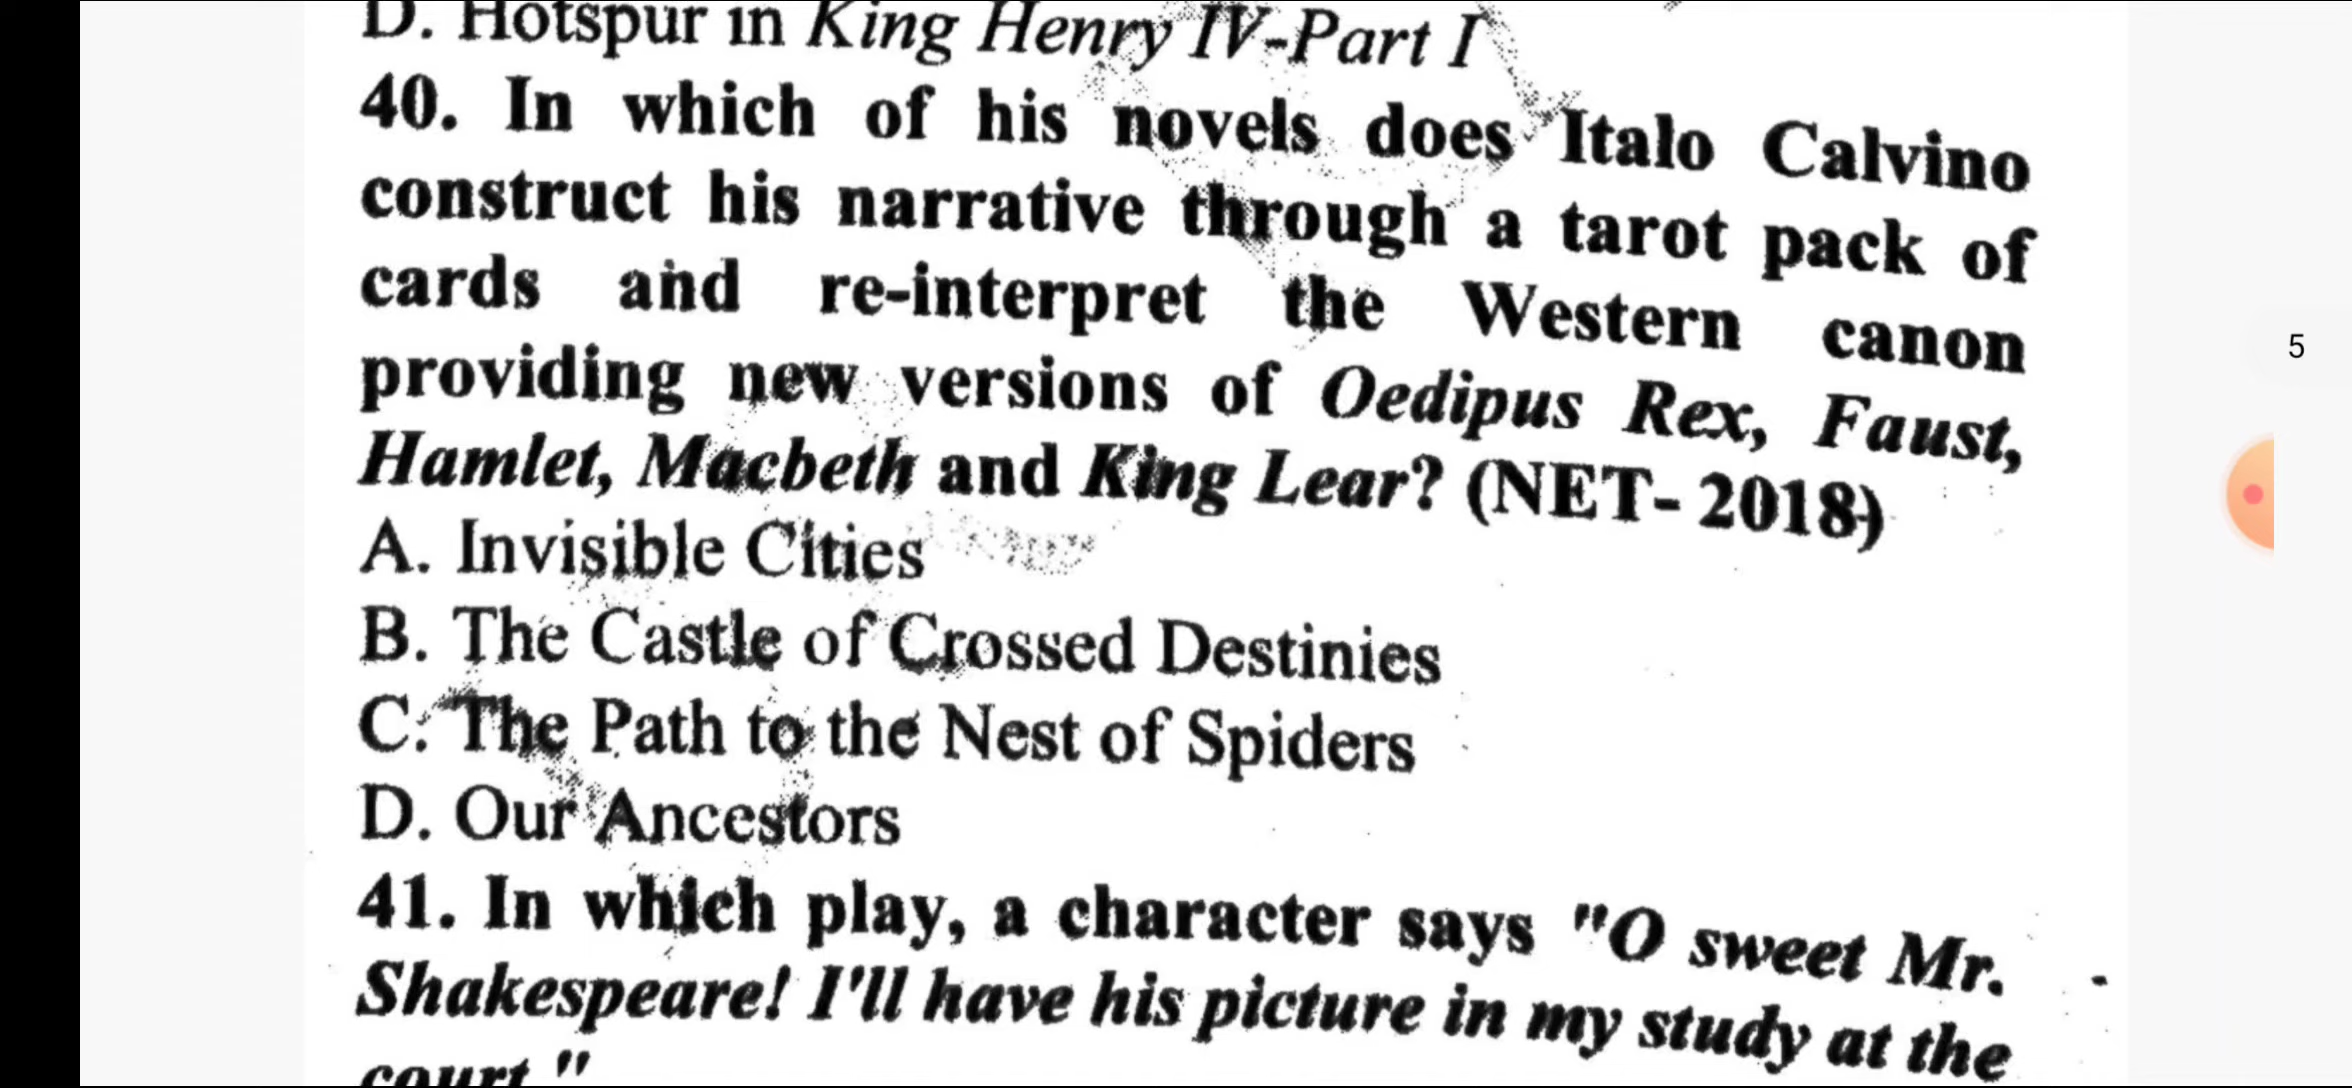 D. Hotspur in King Henry IV-Part I
40. In which of his novels does Italo Calvino
construct his narrative through a tarot pack of
cards and re-interpret the Western canon
providing new versions of Oedipus Rex, Faust,
Hamlet, Macbeth and King Lear? (NET- 2018)
A. Invisible Cities
B. The Castle of Crossed Destinies
C. The Path to the Nest of Spiders
D. Our Ancestors
41. In which play, a character says "O sweet Mr.
Shakespeare! I'll have his picture in my study at the
court."
5